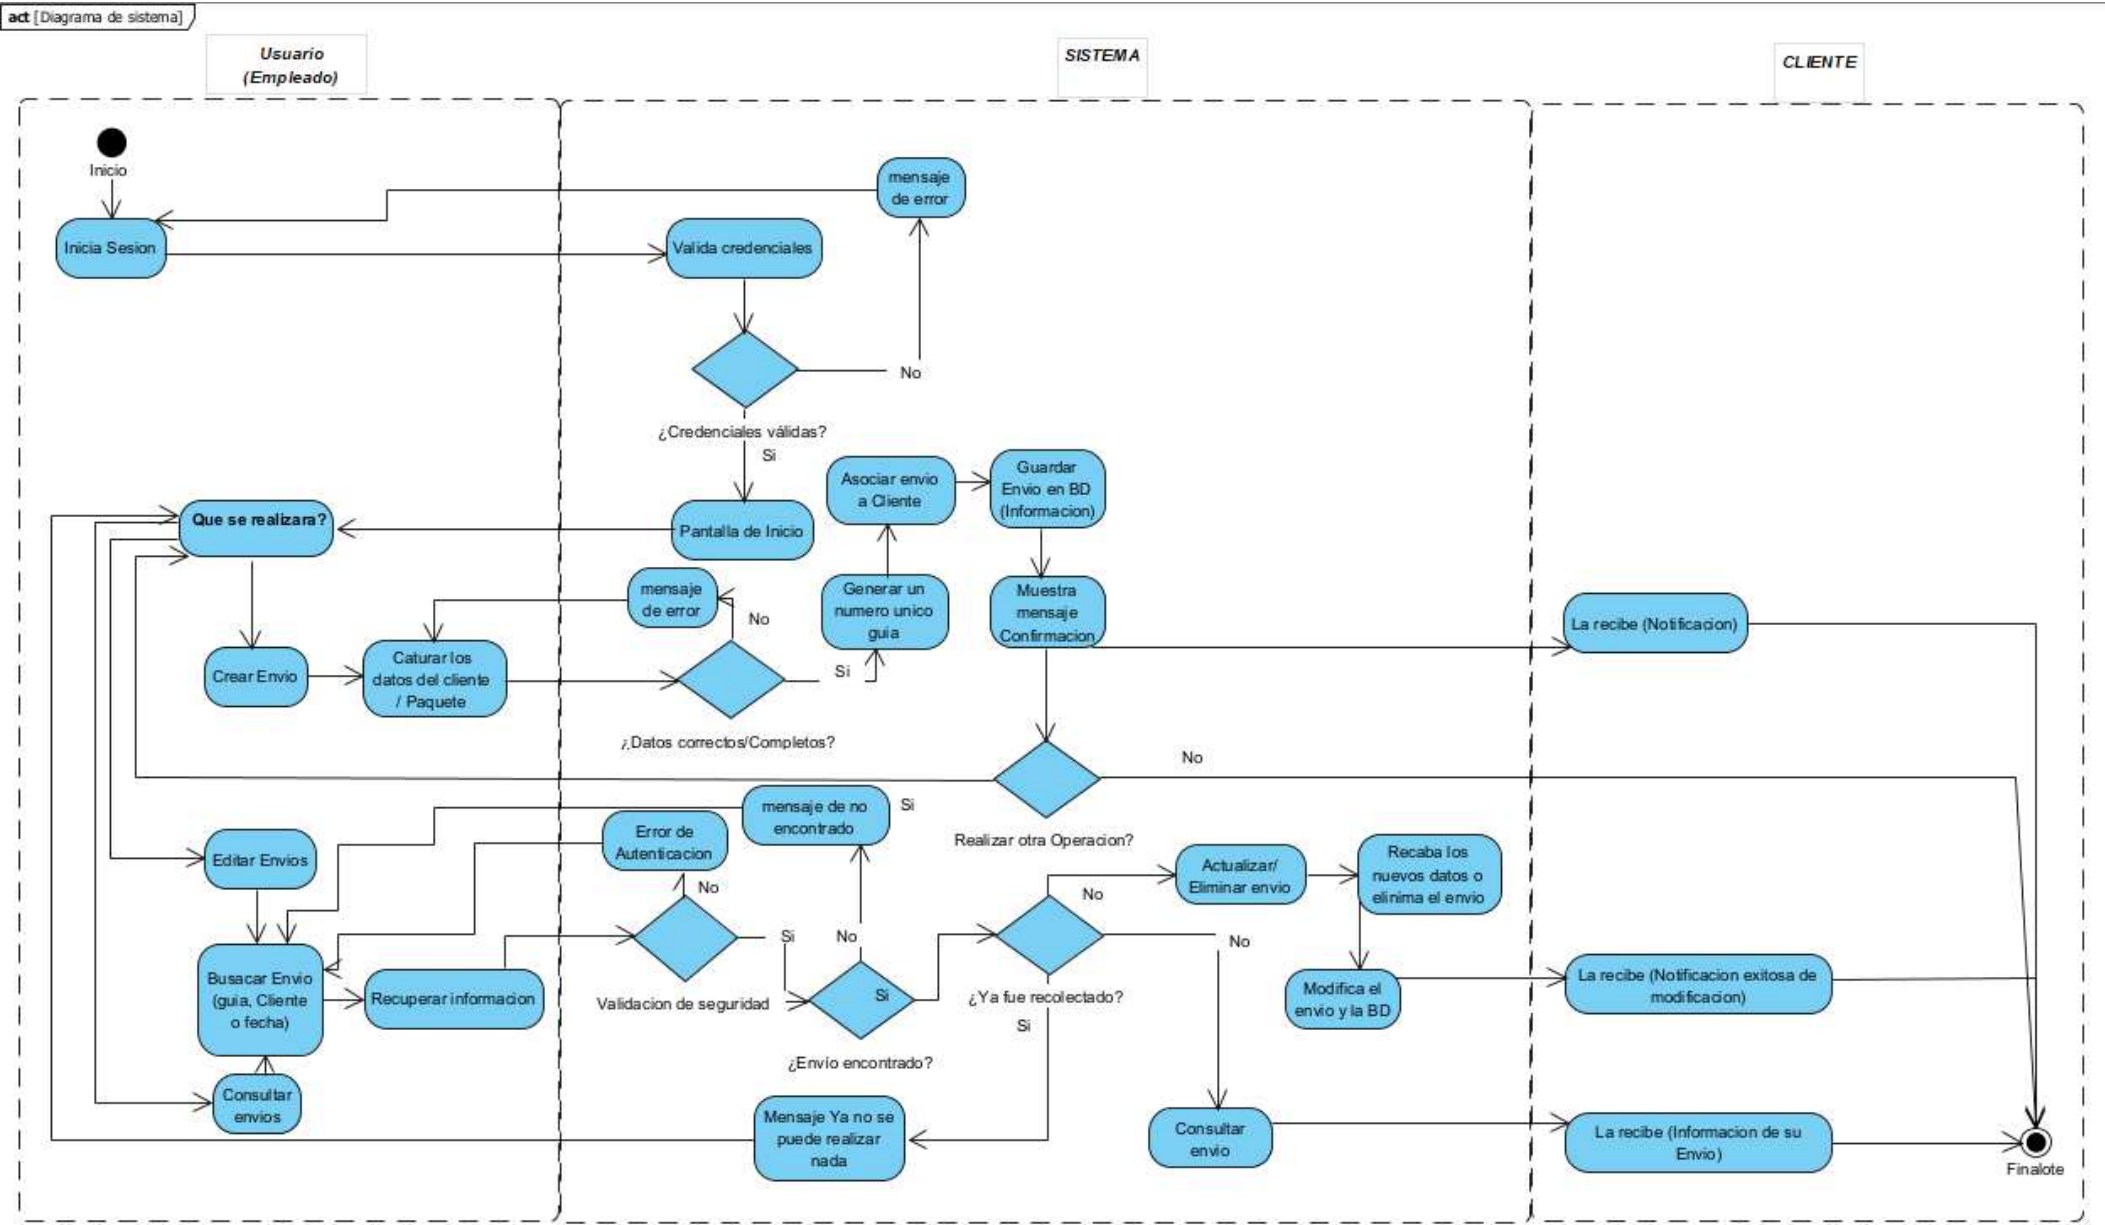 act [Diagrama de sistema]
Usuario
(Empleado)
SISTEMA
CLIENTE
Inicio
mensaje
de error
Inicia Sesion
Valida credenciales
No
¿Credenciales válidas?
Si
Asociar envio
a Cliente
Guardar
Envio en BD
(Informacion)
Que se realizara?
Pantalla de Inicio
mensaje
de error
No
Generar un
numero unico
guia
Muestra
mensaje
Confirmacion
La recibe (Notificacion)
Crear Envio
Caturar los
datos del cliente
/ Paquete
Si
¿Datos correctos/Completos?
No
mensaje de no
encontrado
Si
Realizar otra Operacion?
Editar Envios
Error de
Autenticacion
No
Actualizar/
Eliminar envio
Recaba los
nuevos datos o
elinima el envio
No
Busacar Envio
(guia, Cliente
o fecha)
Recuperar informacion
Validacion de seguridad
Si
No
Si
¿Envío encontrado?
¿Ya fue recolectado?
Si
No
Modifica el
envio y la BD
La recibe (Notificacion exitosa de
modificacion)
Consultar
envios
Mensaje Ya no se
puede realizar
nada
Consultar
envio
La recibe (Informacion de su
Envio)
Finalote